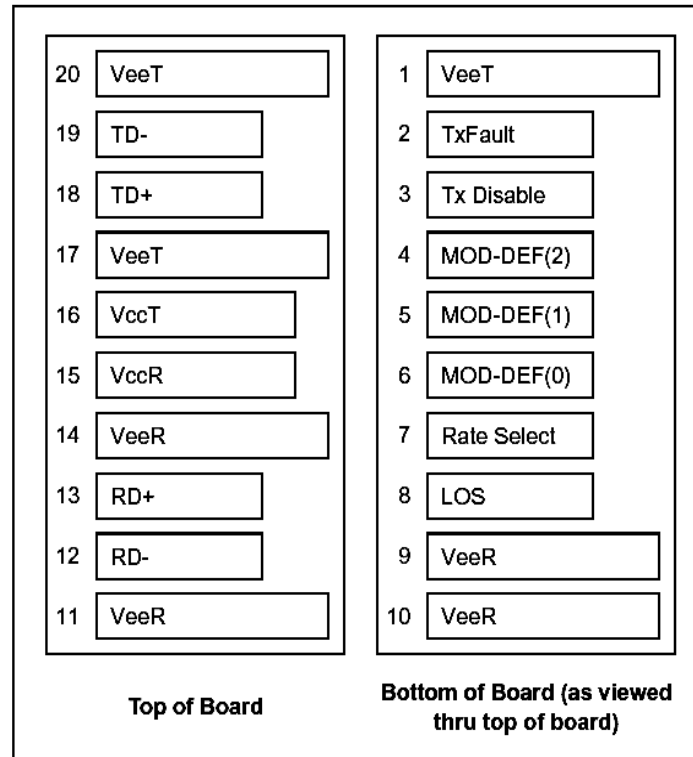 20 VeeT
19 TD-
18 TD+
17 VeeT
16 VccT
15 VccR
14 VeeR
13 RD+
12 RD-
11 VeeR
Top of Board
1 VeeT
2 TxFault
3 Tx Disable
4 MOD-DEF(2)
5 MOD-DEF(1)
6 MOD-DEF(0)
7 Rate Select
8 LOS
9 VeeR
10 VeeR
Bottom of Board (as viewed
thru top of board)